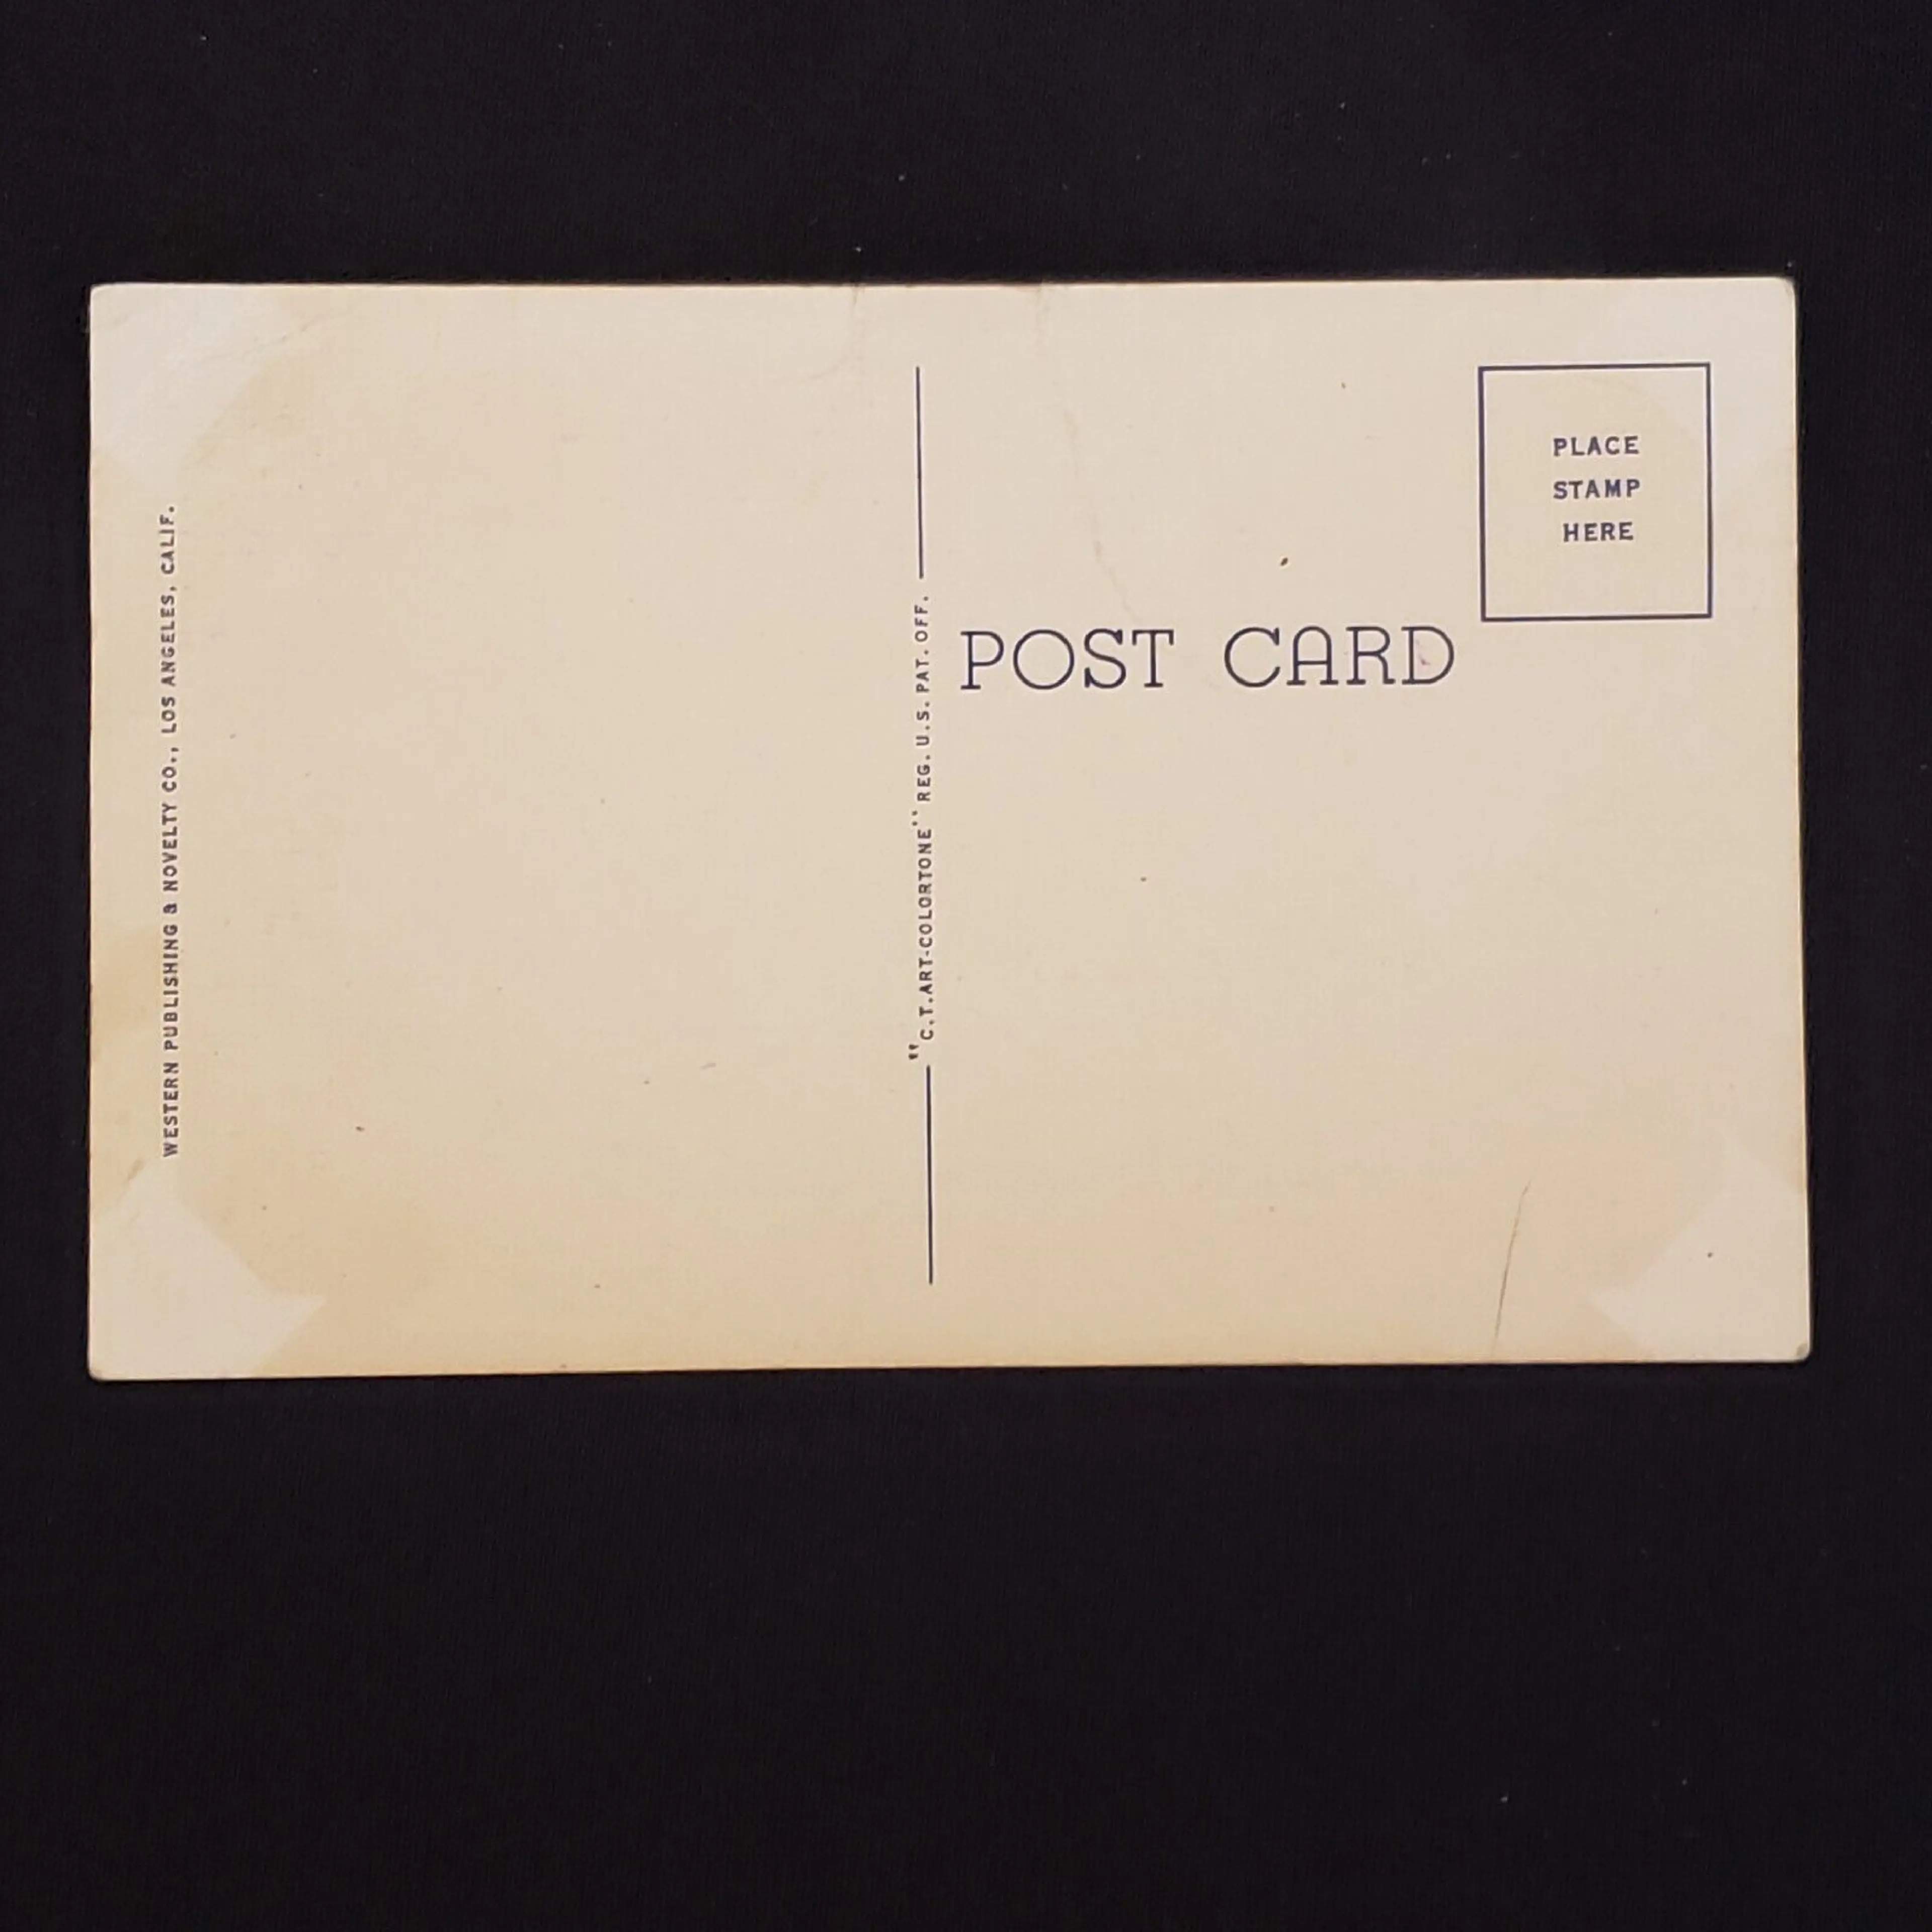 WESTERN PUBLISHING & NOVELTY CO., LOS ANGELES, CALIF.
"C.T.ART-COLORTONE" REG. U.S. PAT. OFF.
POST CARD
PLACE
STAMP
HERE